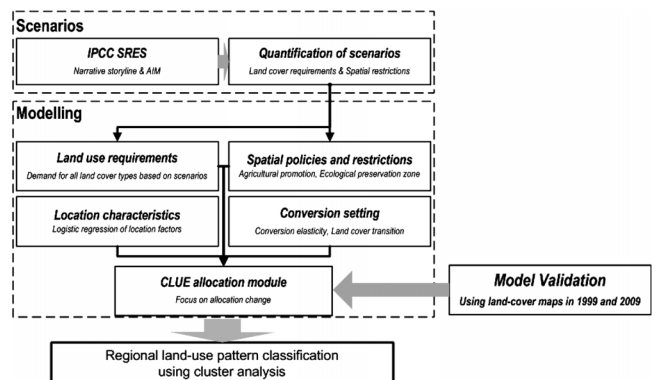 Scenarios
IPCC SRES
Narrative storyline & AIM
Quantification of scenarios
Land cover requirements & Spatial restrictions
Modelling
Land use requirements
Demand for all land cover types based on scenarios
Spatial policies and restrictions
Agricultural promotion, Ecological preservation zone
Location characteristics
Logistic regression of location factors
Conversion setting
Conversion elasticity, Land cover transition
CLUE allocation module
Focus on allocation change
Model Validation
Using land-cover maps in 1999 and 2009
Regional land-use pattern classification
using cluster analysis